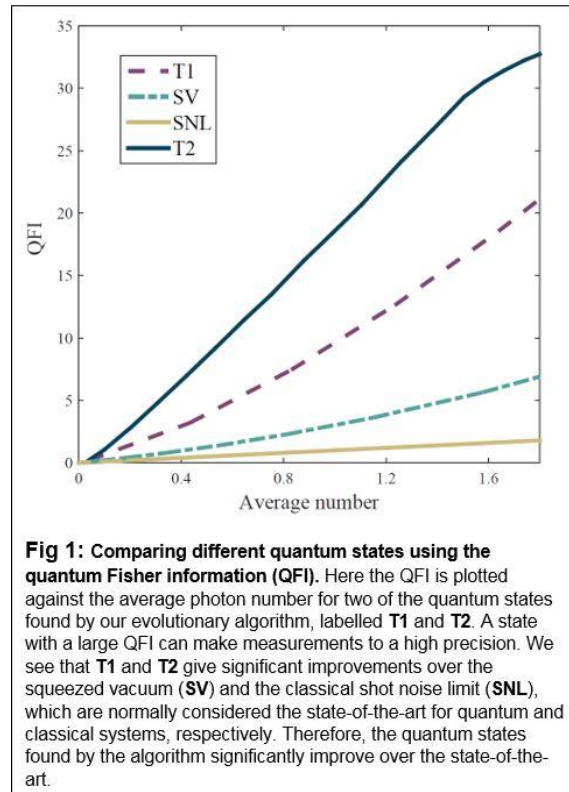 35
30
25
20
15
10
5
0
QFI
T1
SV
SNL
T2
0 0.4 0.8 1.2 1.6
Average number
Fig 1: Comparing different quantum states using the
quantum Fisher information (QFI). Here the QFI is plotted
against the average photon number for two of the quantum states
found by our evolutionary algorithm, labelled T1 and T2. A state
with a large QFI can make measurements to a high precision. We
see that T1 and T2 give significant improvements over the
squeezed vacuum (SV) and the classical shot noise limit (SNL),
which are normally considered the state-of-the-art for quantum and
classical systems, respectively. Therefore, the quantum states
found by the algorithm significantly improve over the state-of-the-
art.